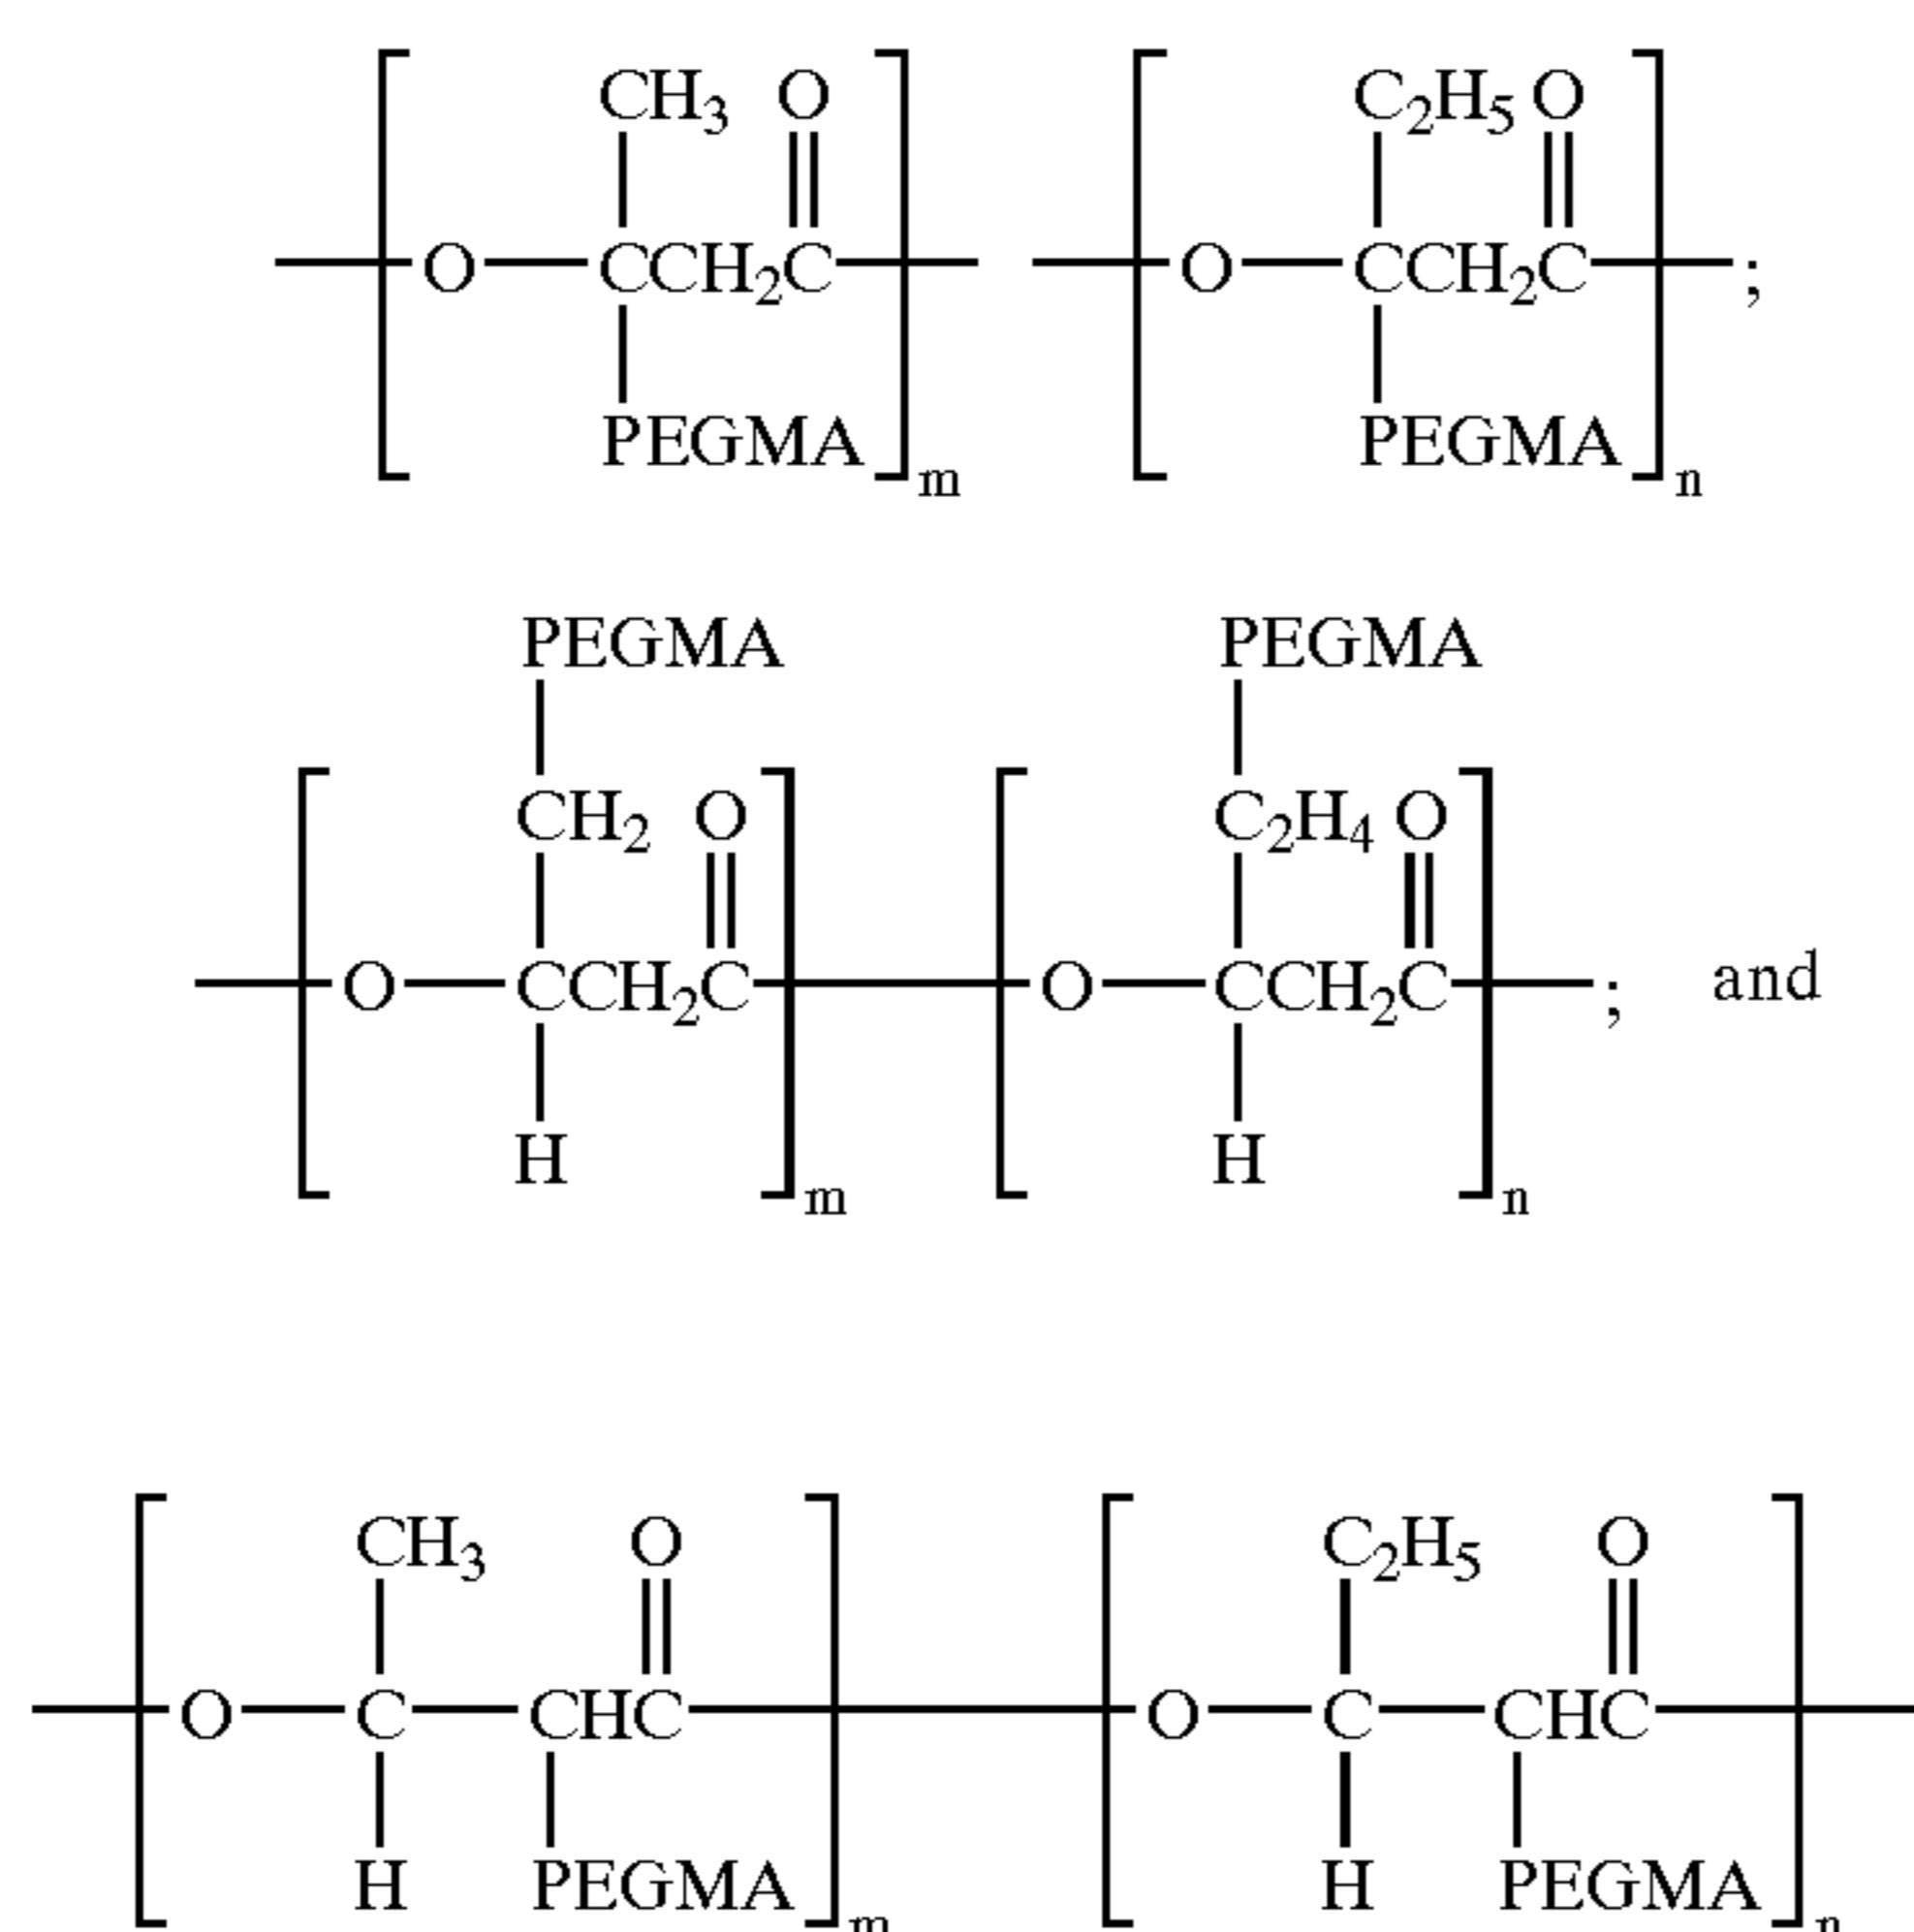 CH3 O C2H5 O
O CCH2C O CCH2C ;
PEGMA m PEGMA n
PEGMA PEGMA
CH2 O C2H4 O
O CCH2C O CCH2C ; and
H m H n
CH3 O C2H5 O
O C CHC O C CHC
H PEGMA m H PEGMA n